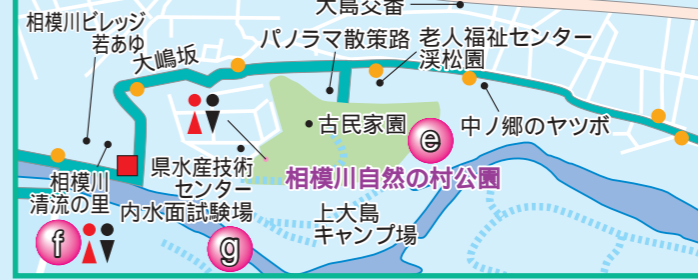 大島交番
相模川ビレッジ
若あゆ
大嶋坂
パノラマ散策路
老人福祉センター
渓松園
古民家園
e
中ノ郷のヤツボ
相模川自然の村公園
県水産技術
センター
内水面試験場
相模川
清流の里
上大島
キャンプ場
f
g